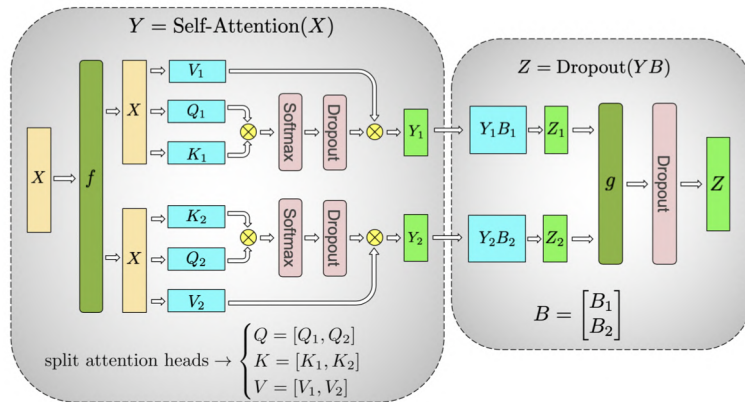 Y = Self-Attention(X)
X
f
X
V₁
Q₁
K₁
⊗
Softmax
Dropout
⊗
Y₁
X
K₂
Q₂
V₂
⊗
Softmax
Dropout
⊗
Y₂
split attention heads → { Q = [Q₁, Q₂]
K = [K₁, K₂]
V = [V₁, V₂]
Z = Dropout(YB)
Y₁B₁
Z₁
Y₂B₂
Z₂
g
Dropout
Z
B = [B₁
B₂]